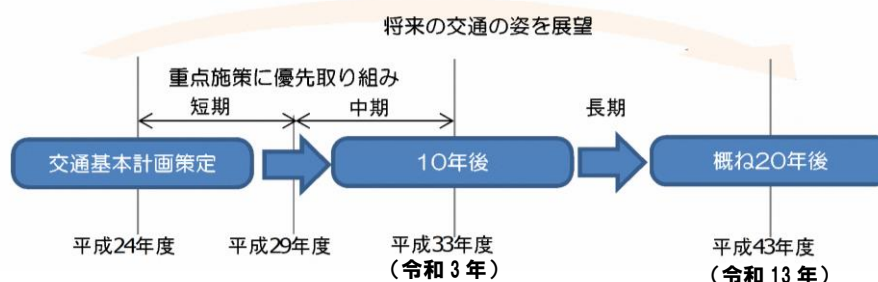 将来の交通の姿を展望
重点施策に優先取り組み
短期
中期
長期
交通基本計画策定
10年後
概ね20年後
平成24年度
平成29年度
平成33年度
(令和3年)
平成43年度
(令和13年)